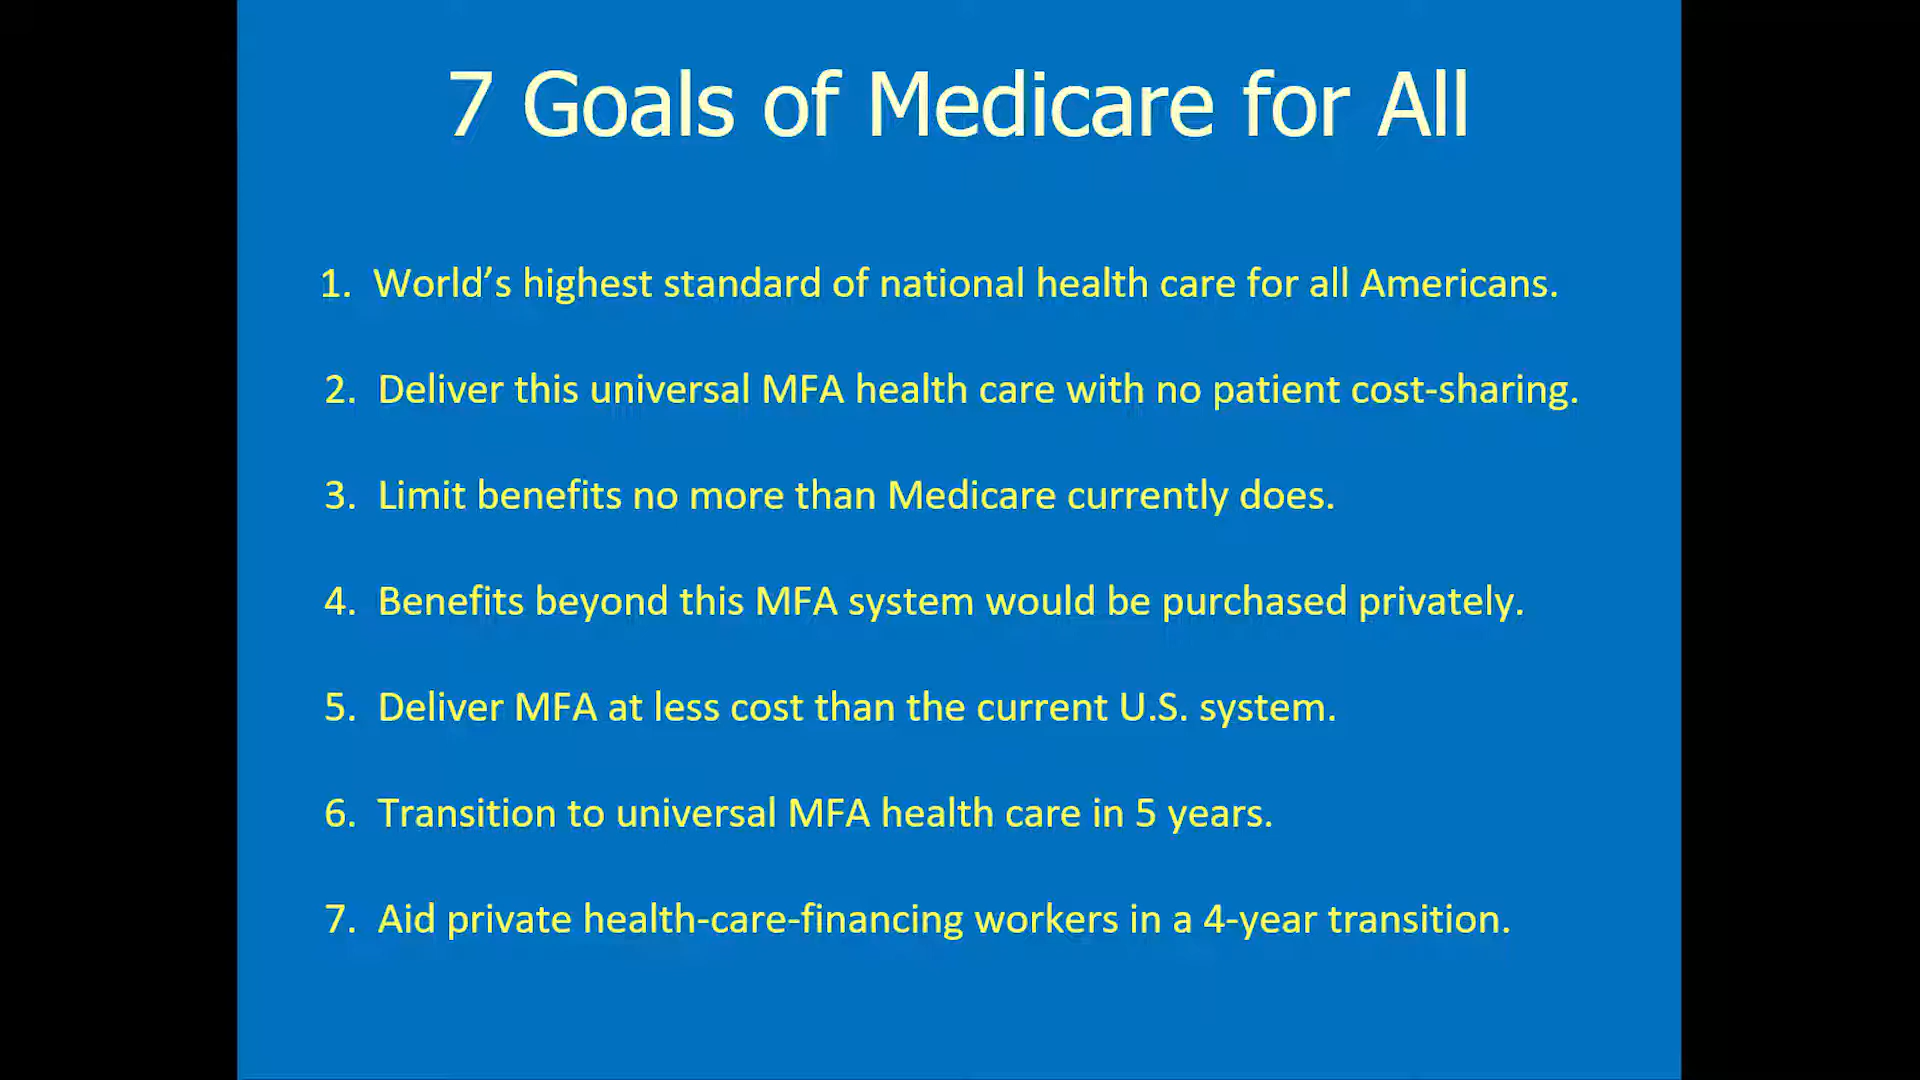 7 Goals of Medicare for All
1. World’s highest standard of national health care for all Americans.
2. Deliver this universal MFA health care with no patient cost-sharing.
3. Limit benefits no more than Medicare currently does.
4. Benefits beyond this MFA system would be purchased privately.
5. Deliver MFA at less cost than the current U.S. system.
6. Transition to universal MFA health care in 5 years.
7. Aid private health-care-financing workers in a 4-year transition.